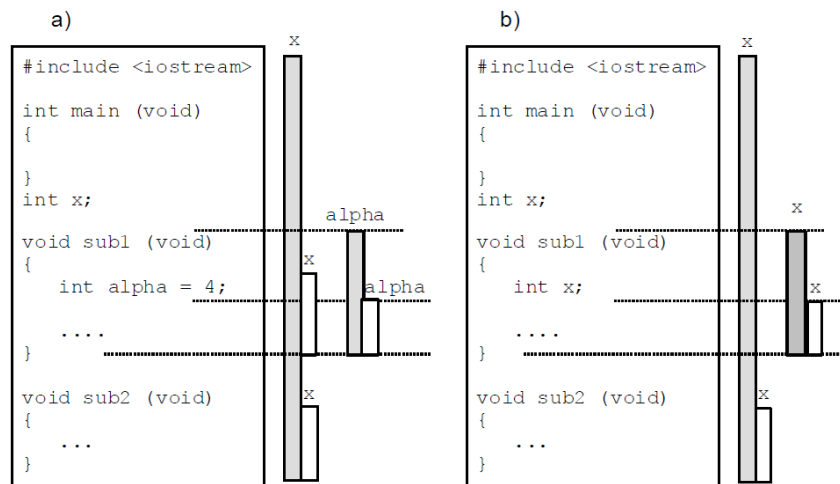 a)
x
#include <iostream>
int main (void)
{
}
int x;
alpha
void sub1 (void)
{
x
int alpha = 4;
alpha
....
}
void sub2 (void)
x
{
...
}
b)
x
#include <iostream>
int main (void)
{
}
int x;
x
void sub1 (void)
{
int x;
x
....
}
void sub2 (void)
x
{
...
}